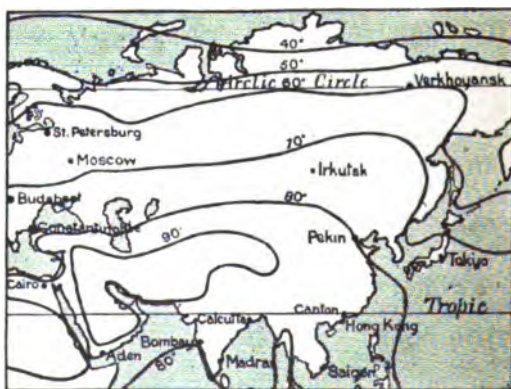 40°
50°
Arctic 60° Circle
Verkhoyansk
St. Petersburg
70°
Moscow
Irkutsk
Budapest
80°
Constantinople
90°
Pekin
Cairo
Tokyo
Tropic
Calcutta
Canton
Hong Kong
Bombay
Aden
80°
Madras
Saigon